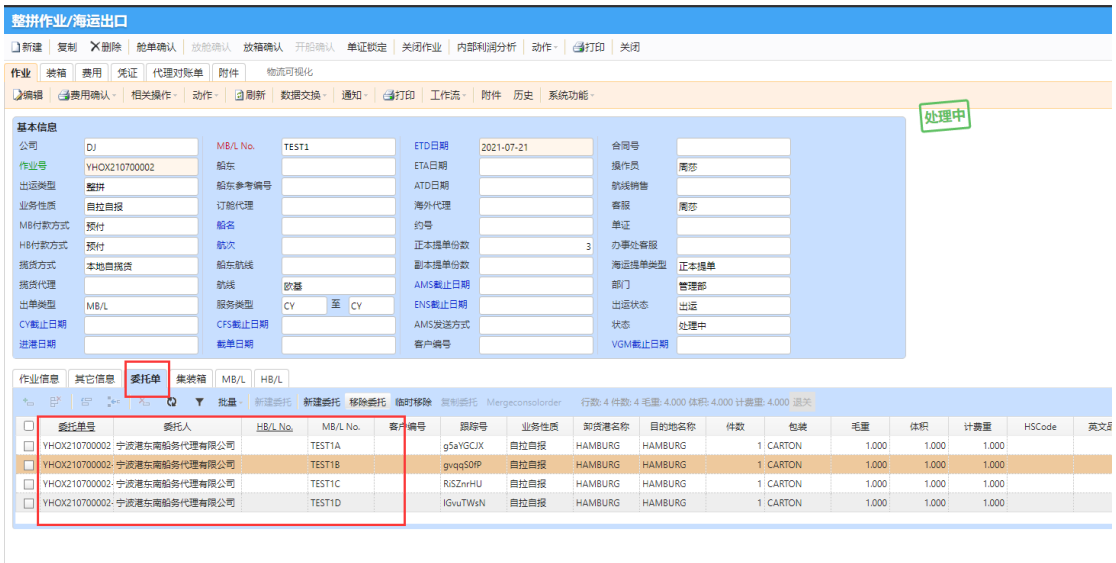 整拼作业/海运出口
新建 复制 删除 舱单确认 放舱确认 放箱确认 开船确认 单证锁定 关闭作业 内部利润分析 动作 打印 关闭
作业 装箱 费用 凭证 代理对账单 附件 物流可视化
编辑 费用确认 相关操作 动作 刷新 数据交换 通知 打印 工作流 附件 历史 系统功能
处理中
基本信息
公司 DJ MB/L No. TEST1 ETD日期 2021-07-21 合同号
作业号 YHOX210700002 船东 ETA日期 操作员 周莎
出运类型 整拼 船东参考编号 ATD日期 航线销售
业务性质 自拉自报 订舱代理 海外代理 客服 周莎
MB付款方式 预付 船名 约号 单证
HB付款方式 预付 航次 正本提单份数 3 办事处客服
揽货方式 本地自揽货 船东航线 副本提单份数 海运提单类型 正本提单
揽货代理 航线 欧基 AMS截止日期 部门 管理部
出单类型 MB/L 服务类型 CY 至 CY ENS截止日期 出运状态 出运
CY截止日期 CFS截止日期 AMS发送方式 状态 处理中
进港日期 截单日期 客户编号 VGM截止日期
作业信息 其它信息 委托单 集装箱 MB/L HB/L
批量 新建委托 新建委托 移除委托 临时移除 复制委托 Mergeconsolorder 行数: 4 件数: 4 毛重: 4.000 体积: 4.000 计费重: 4.000 退关
委托单号 委托人 HB/L No. MB/L No. 客户编号 跟踪号 业务性质 卸货港名称 目的地名称 件数 包装 毛重 体积 计费重 HSCode 英文品
YHOX210700002 宁波港东南船务代理有限公司 TEST1A g5aYGCJX 自拉自报 HAMBURG HAMBURG 1 CARTON 1.000 1.000 1.000
YHOX210700002- 宁波港东南船务代理有限公司 TEST1B gvqqS0fP 自拉自报 HAMBURG HAMBURG 1 CARTON 1.000 1.000 1.000
YHOX210700002- 宁波港东南船务代理有限公司 TEST1C RiSZnrHU 自拉自报 HAMBURG HAMBURG 1 CARTON 1.000 1.000 1.000
YHOX210700002- 宁波港东南船务代理有限公司 TEST1D IGvuTWsN 自拉自报 HAMBURG HAMBURG 1 CARTON 1.000 1.000 1.000